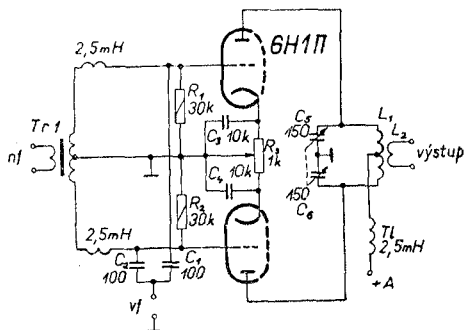 2,5mH
6Н1П
Tr1
nf
R₁
30k
C₃
10k
R₃
1k
C₄
10k
R₂
30k
C₅
150
150
C₆
L₁
L₂
výstup
Tl
2,5mH
+A
2,5mH
C₂
100
C₁
100
vf